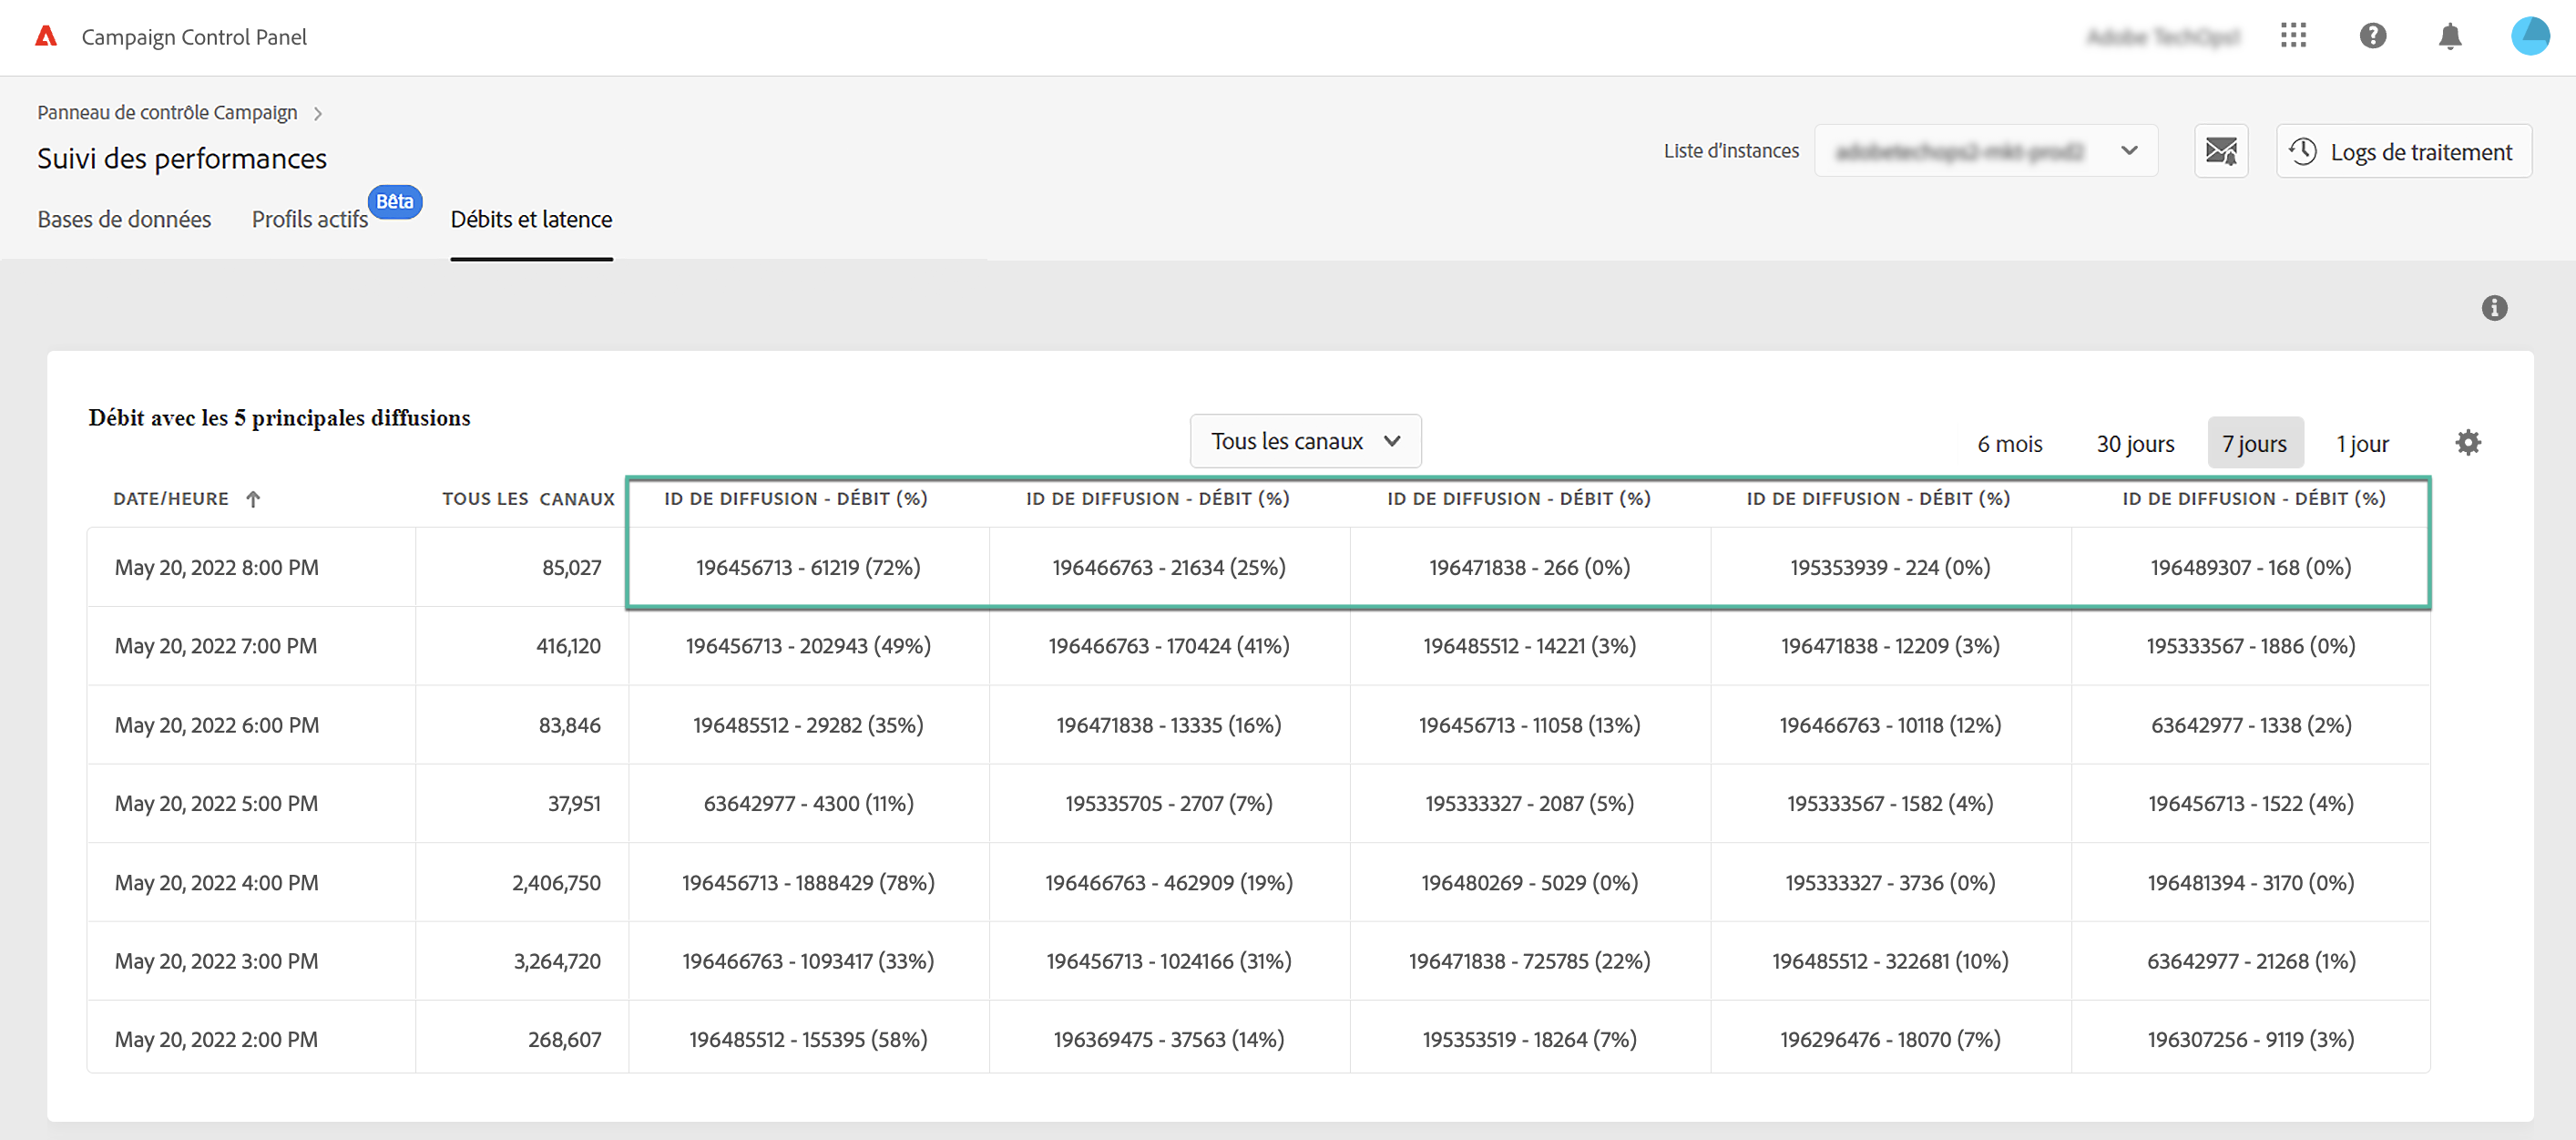 Campaign Control Panel
Panneau de contrôle Campaign
Suivi des performances
Liste d'instances
Logs de traitement
Bases de données Profils actifs Bêta Débits et latence
Débit avec les 5 principales diffusions
Tous les canaux
6 mois 30 jours 7 jours 1 jour
DATE/HEURE TOUS LES CANAUX ID DE DIFFUSION - DÉBIT (%) ID DE DIFFUSION - DÉBIT (%) ID DE DIFFUSION - DÉBIT (%) ID DE DIFFUSION - DÉBIT (%) ID DE DIFFUSION - DÉBIT (%)
May 20, 2022 8:00 PM 85,027 196456713 - 61219 (72%) 196466763 - 21634 (25%) 196471838 - 266 (0%) 195353939 - 224 (0%) 196489307 - 168 (0%)
May 20, 2022 7:00 PM 416,120 196456713 - 202943 (49%) 196466763 - 170424 (41%) 196485512 - 14221 (3%) 196471838 - 12209 (3%) 195333567 - 1886 (0%)
May 20, 2022 6:00 PM 83,846 196485512 - 29282 (35%) 196471838 - 13335 (16%) 196456713 - 11058 (13%) 196466763 - 10118 (12%) 63642977 - 1338 (2%)
May 20, 2022 5:00 PM 37,951 63642977 - 4300 (11%) 195335705 - 2707 (7%) 195333327 - 2087 (5%) 195333567 - 1582 (4%) 196456713 - 1522 (4%)
May 20, 2022 4:00 PM 2,406,750 196456713 - 1888429 (78%) 196466763 - 462909 (19%) 196480269 - 5029 (0%) 195333327 - 3736 (0%) 196481394 - 3170 (0%)
May 20, 2022 3:00 PM 3,264,720 196466763 - 1093417 (33%) 196456713 - 1024166 (31%) 196471838 - 725785 (22%) 196485512 - 322681 (10%) 63642977 - 21268 (1%)
May 20, 2022 2:00 PM 268,607 196485512 - 155395 (58%) 196369475 - 37563 (14%) 195353519 - 18264 (7%) 196296476 - 18070 (7%) 196307256 - 9119 (3%)